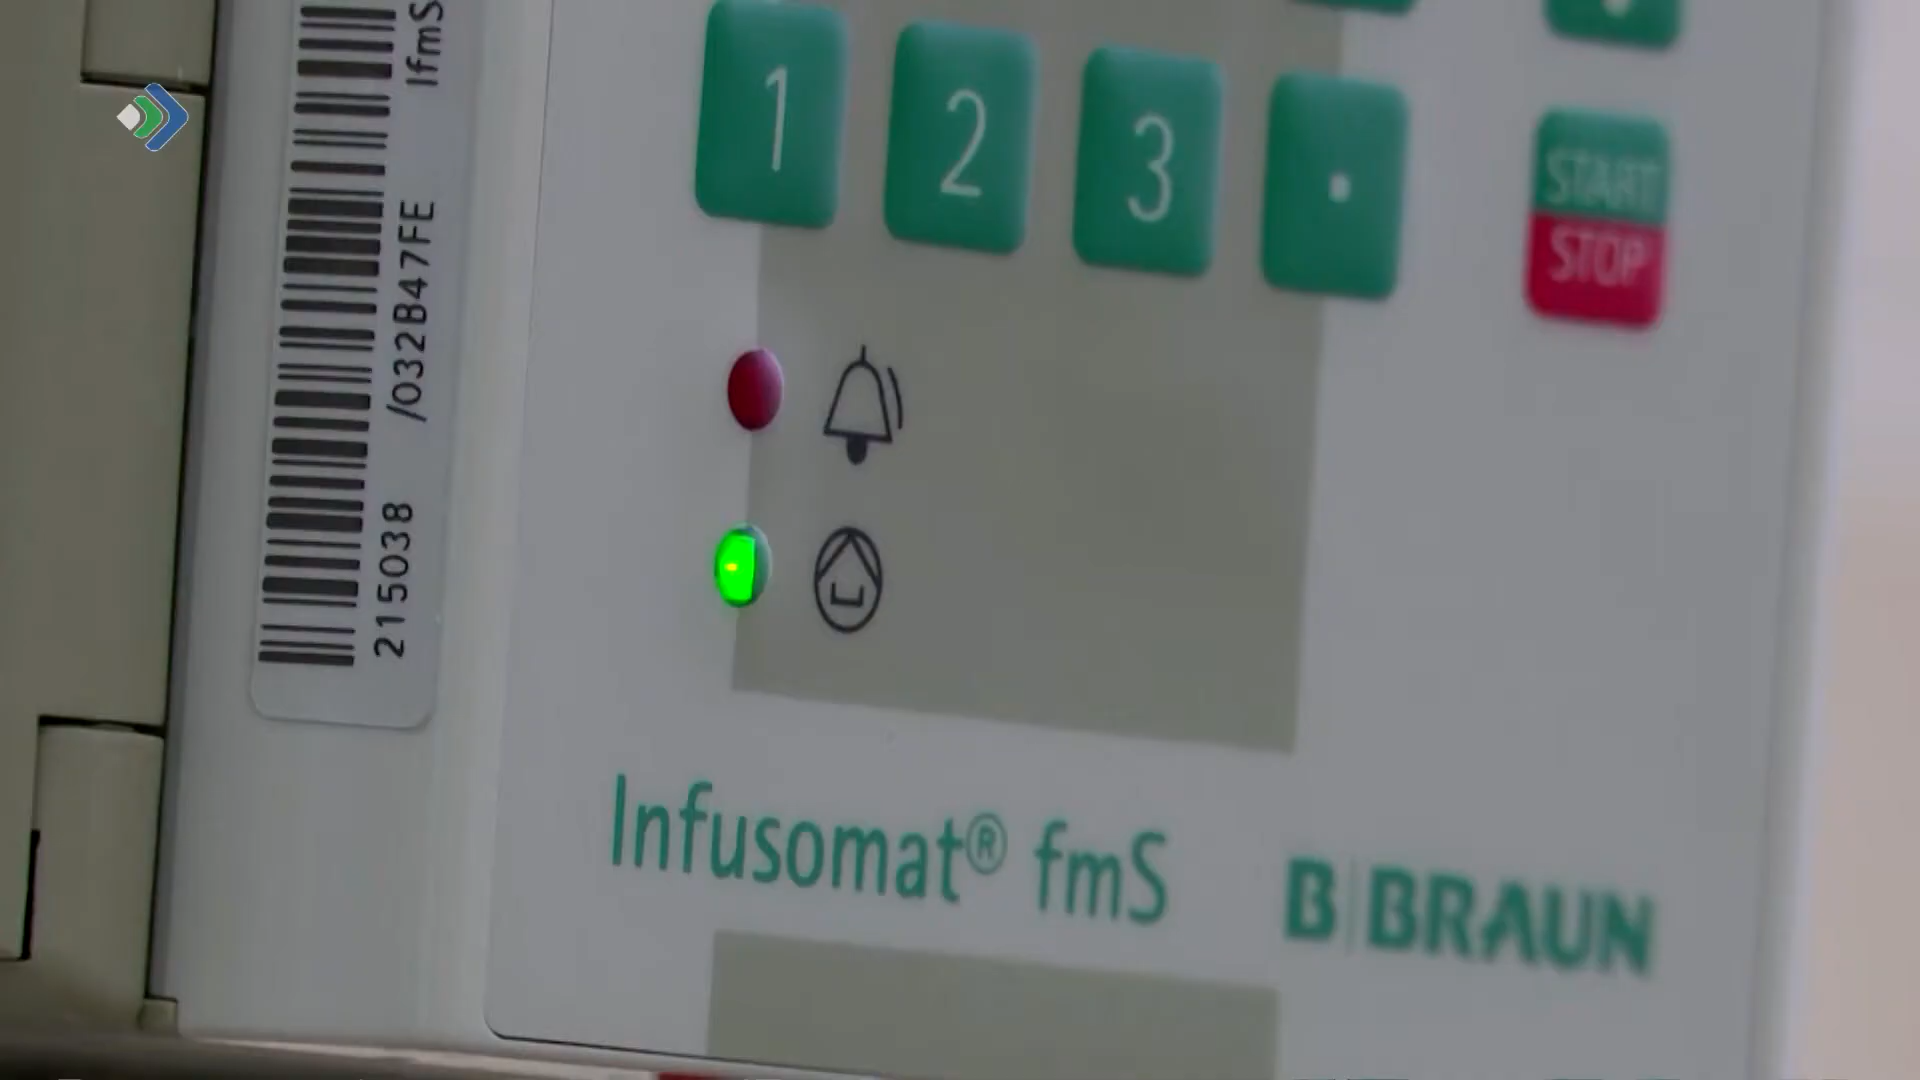 1
2
3
.
START
STOP
IfmS
/032B47FE
215038
Infusomat® fmS
B BRAUN